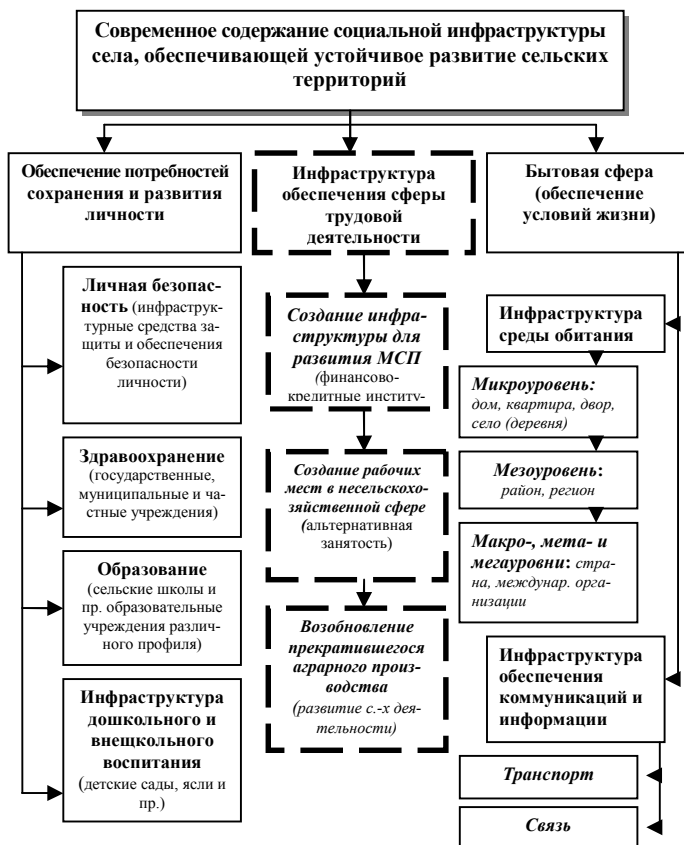 Современное содержание социальной инфраструктуры
села, обеспечивающей устойчивое развитие сельских
территорий
Обеспечение потребностей
сохранения и развития
личности
Инфраструктура
обеспечения сферы
трудовой
деятельности
Бытовая сфера
(обеспечение
условий жизни)
Личная безопас-
ность (инфраструк-
турные средства за-
щиты и обеспечения
безопасности
личности)
Здравоохранение
(государственные,
муниципальные и ча-
стные учреждения)
Образование
(сельские школы и
пр. образовательные
учреждения различ-
ного профиля)
Инфраструктура
дошкольного и
внещкольного
воспитания
(детские сады, ясли и
пр.)
Создание инфра-
структуры для
развития МСП
(финансово-
кредитные институ-
Создание рабочих
мест в несельскохо-
зяйственной сфере
(альтернативная
занятость)
Возобновление
прекратившегося
аграрного произ-
водства
(развитие с.-х дея-
тельности)
Инфраструктура
среды обитания
Микроуровень:
дом, квартира, двор,
село (деревня)
Мезоуровень:
район, регион
Макро-, мета- и
мегауровни: стра-
на, междунар. орга-
низации
Инфраструктура
обеспечения
коммуникаций и
информации
Транспорт
Связь